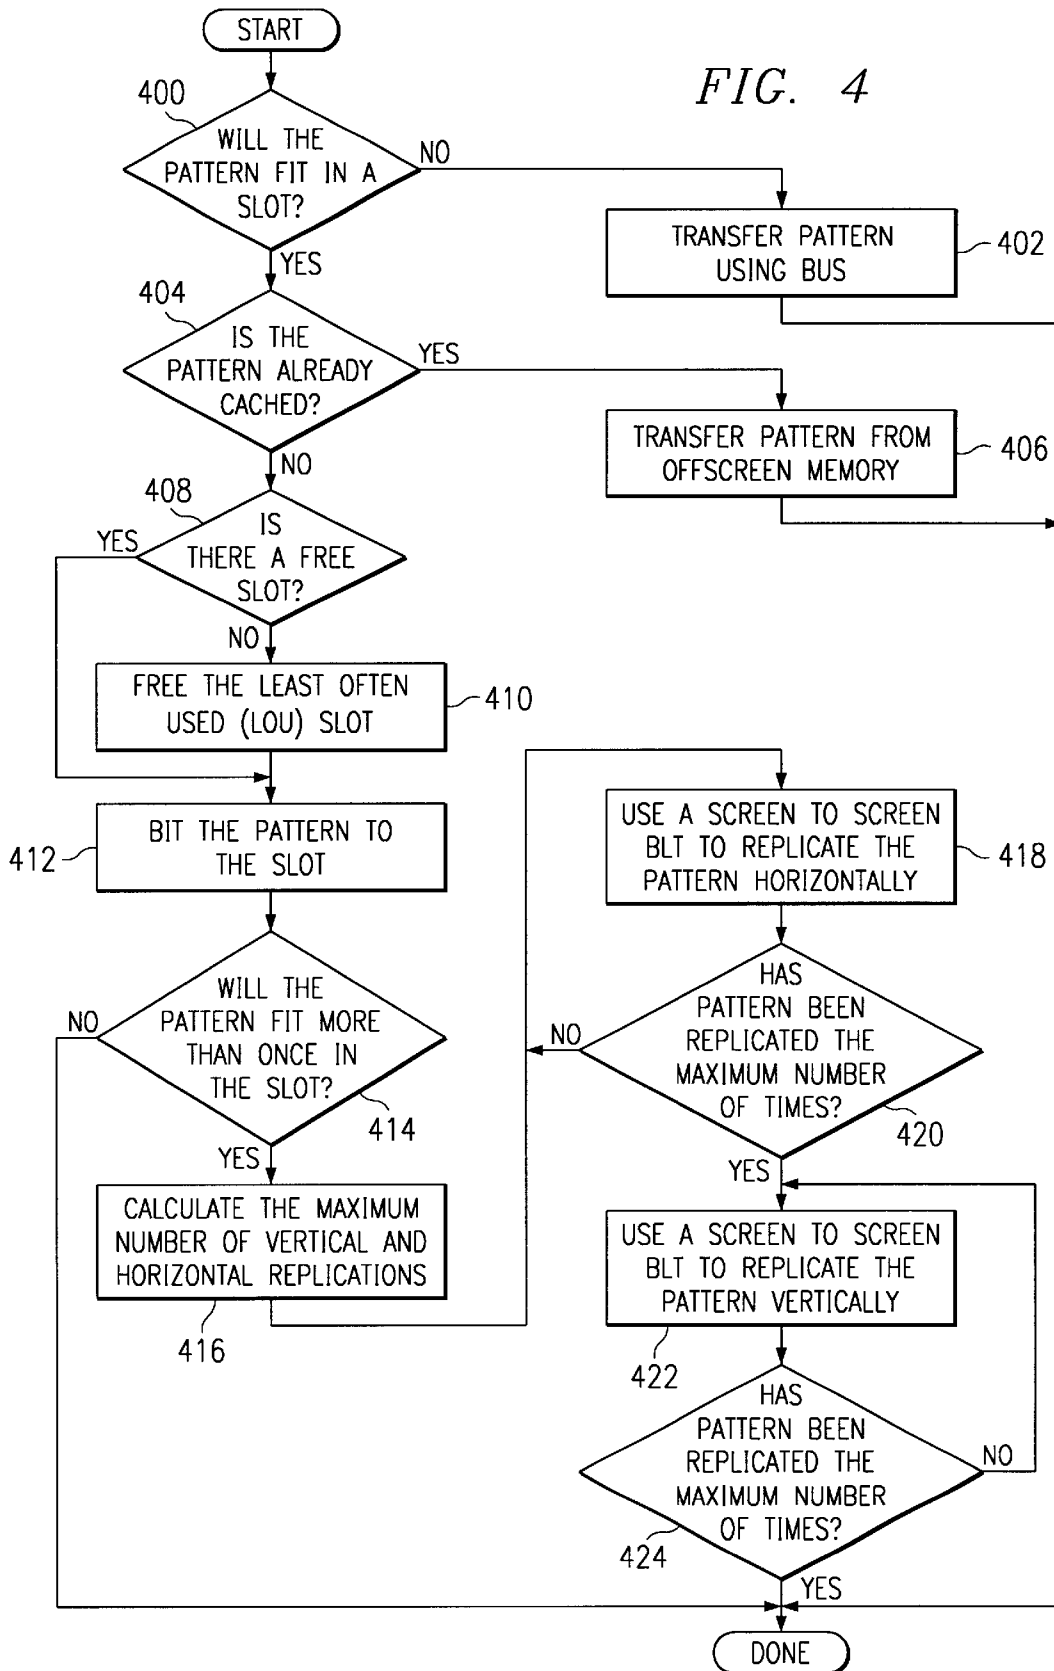 START
FIG. 4
400
WILL THE
PATTERN FIT IN A
SLOT?
NO
YES
TRANSFER PATTERN
USING BUS
402
404
IS THE
PATTERN ALREADY
CACHED?
YES
NO
TRANSFER PATTERN FROM
OFFSCREEN MEMORY
406
408
IS
THERE A FREE
SLOT?
YES
NO
FREE THE LEAST OFTEN
USED (LOU) SLOT
410
BIT THE PATTERN TO
THE SLOT
412
WILL THE
PATTERN FIT MORE
THAN ONCE IN
THE SLOT?
NO
414
YES
CALCULATE THE MAXIMUM
NUMBER OF VERTICAL AND
HORIZONTAL REPLICATIONS
416
USE A SCREEN TO SCREEN
BLT TO REPLICATE THE
PATTERN HORIZONTALLY
418
HAS
PATTERN BEEN
REPLICATED THE
MAXIMUM NUMBER
OF TIMES?
NO
420
YES
USE A SCREEN TO SCREEN
BLT TO REPLICATE THE
PATTERN VERTICALLY
422
HAS
PATTERN BEEN
REPLICATED THE
MAXIMUM NUMBER
OF TIMES?
NO
424
YES
DONE